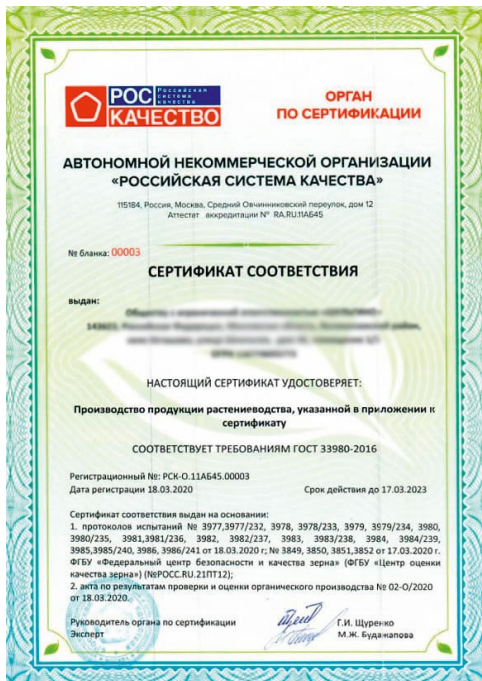 РОС Российская система качества
КАЧЕСТВО
ОРГАН
ПО СЕРТИФИКАЦИИ
АВТОНОМНОЙ НЕКОММЕРЧЕСКОЙ ОРГАНИЗАЦИИ
«РОССИЙСКАЯ СИСТЕМА КАЧЕСТВА»
115184, Россия, Москва, Средний Овчинниковский переулок, дом 12
Аттестат аккредитации № RA.RU.11АБ45
№ бланка: 00003
СЕРТИФИКАТ СООТВЕТСТВИЯ
выдан:
НАСТОЯЩИЙ СЕРТИФИКАТ УДОСТОВЕРЯЕТ:
Производство продукции растениеводства, указанной в приложении к
сертификату
СООТВЕТСТВУЕТ ТРЕБОВАНИЯМ ГОСТ 33980-2016
Регистрационный №: РСК-О.11АБ45.00003
Дата регистрации 18.03.2020
Срок действия до 17.03.2023
Сертификат соответствия выдан на основании:
1. протоколов испытаний № 3977,3977/232, 3978, 3978/233, 3979, 3979/234, 3980,
3980/235, 3981,3981/236, 3982, 3982/237, 3983, 3983/238, 3984, 3984/239,
3985,3985/240, 3986, 3986/241 от 18.03.2020 г; № 3849, 3850, 3851,3852 от 17.03.2020 г.
ФГБУ «Федеральный центр безопасности и качества зерна» (ФГБУ «Центр оценки
качества зерна») (№РОСС.RU.21ПТ12);
2. акта по результатам проверки и оценки органического производства № 02-О/2020
от 18.03.2020.
Руководитель органа по сертификации
Г.И. Щуренко
Эксперт
М.Ж. Будажапова